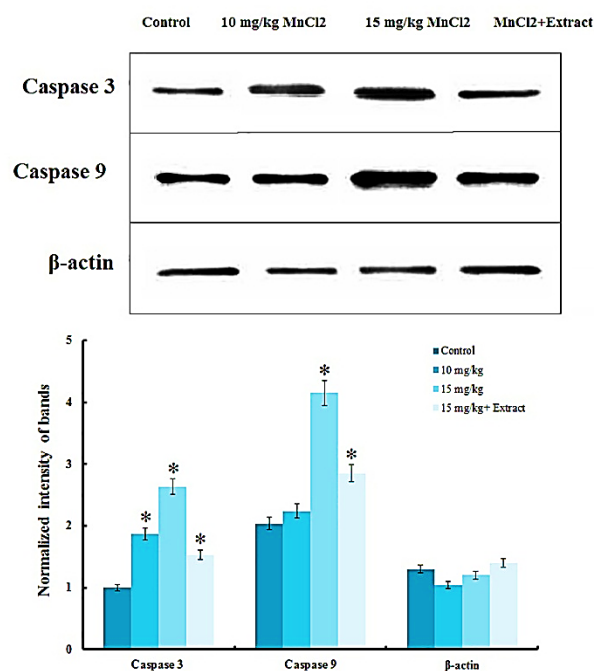 Control 10 mg/kg MnCl2 15 mg/kg MnCl2 MnCl2+Extract
Caspase 3
Caspase 9
β-actin
Normalized intensity of bands
5
4
3
2
1
0
Control
10 mg/kg
15 mg/kg
15 mg/kg+ Extract
* * * * *
Caspase 3 Caspase 9 β-actin